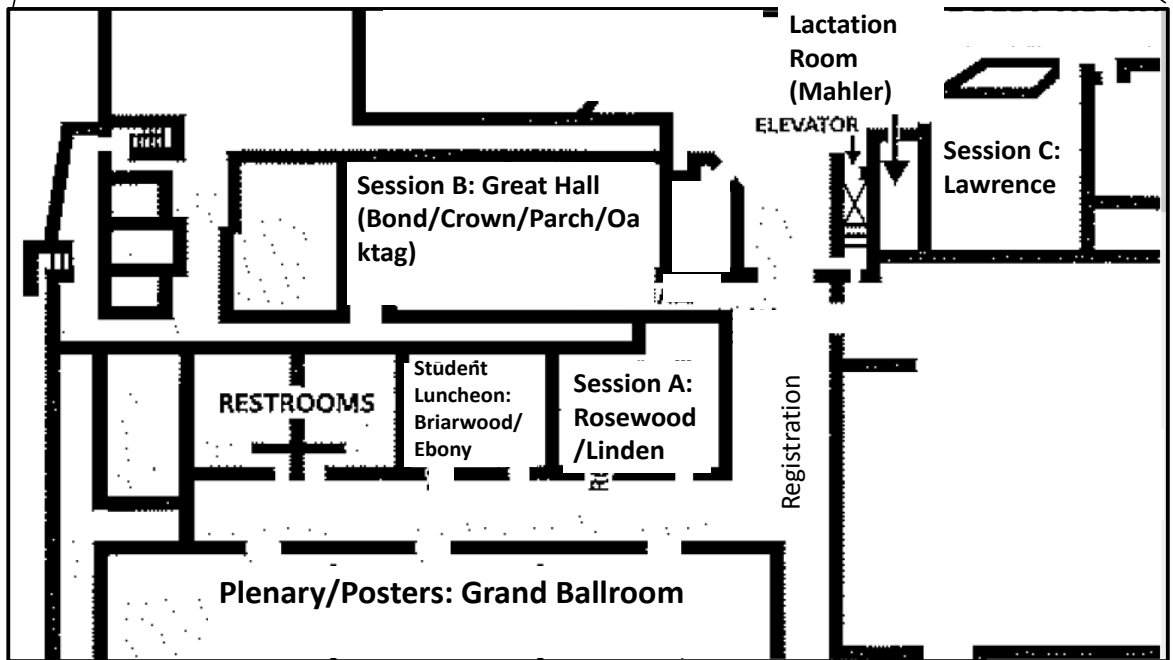 Lactation
Room
(Mahler)
ELEVATOR
Session C:
Lawrence
Session B: Great Hall
(Bond/Crown/Parch/Oa
ktag)
RESTROOMS
Student
Luncheon:
Briarwood/
Ebony
Session A:
Rosewood
/Linden
Registration
Plenary/Posters: Grand Ballroom